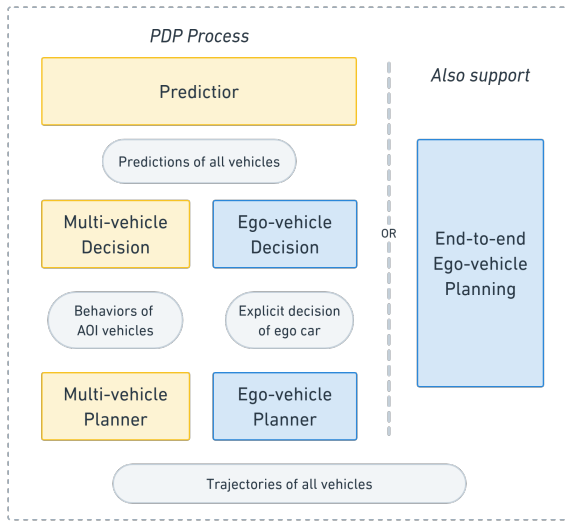 PDP Process
Predictior
Predictions of all vehicles
Multi-vehicle
Decision
Ego-vehicle
Decision
Behaviors of
AOI vehicles
Explicit decision
of ego car
Multi-vehicle
Planner
Ego-vehicle
Planner
Trajectories of all vehicles
OR
Also support
End-to-end
Ego-vehicle
Planning